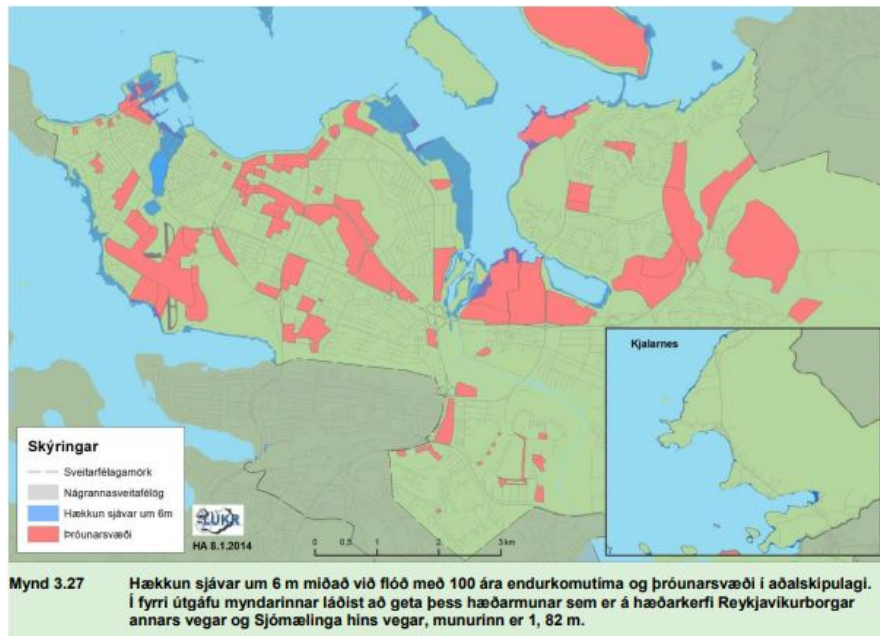 Kjalarnes
Skýringar
Sveitarfélagamörk
Nágrannasveitafélög
Hækkun sjávar um 6m
Þróunarsvæði
LUKR
HA 8.1.2014
0 0,5 1 2 3 km
Mynd 3.27 Hækkun sjávar um 6 m miðað við flóð með 100 ára endurkomutíma og þróunarsvæði í aðalskipulagi.
Í fyrri útgáfu myndarinnar láðist að geta þess hæðarmunar sem er á hæðarkerfi Reykjavíkurborgar
annars vegar og Sjómælinga hins vegar, munurinn er 1, 82 m.